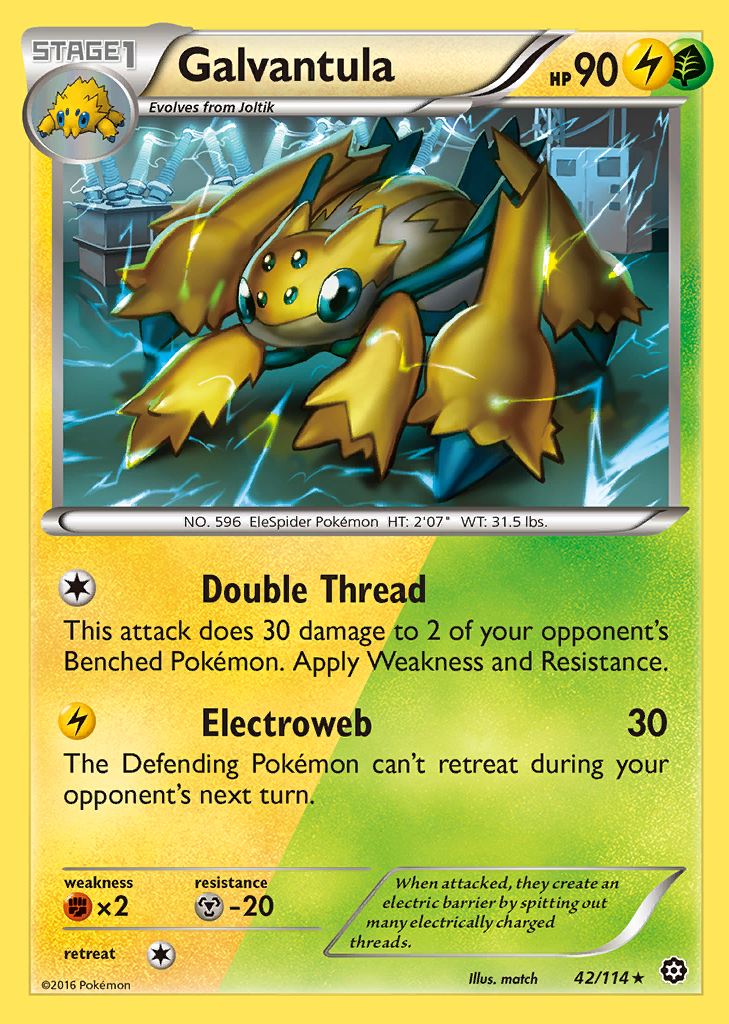 STAGE1
Galvantula
HP90
Evolves from Joltik
NO. 596 EleSpider Pokémon HT: 2'07" WT: 31.5 lbs.
Double Thread
This attack does 30 damage to 2 of your opponent's
Benched Pokémon. Apply Weakness and Resistance.
Electroweb 30
The Defending Pokémon can't retreat during your
opponent's next turn.
weakness
×2
resistance
-20
retreat
When attacked, they create an
electric barrier by spitting out
many electrically charged
threads.
©2016 Pokémon
Illus. match
42/114★